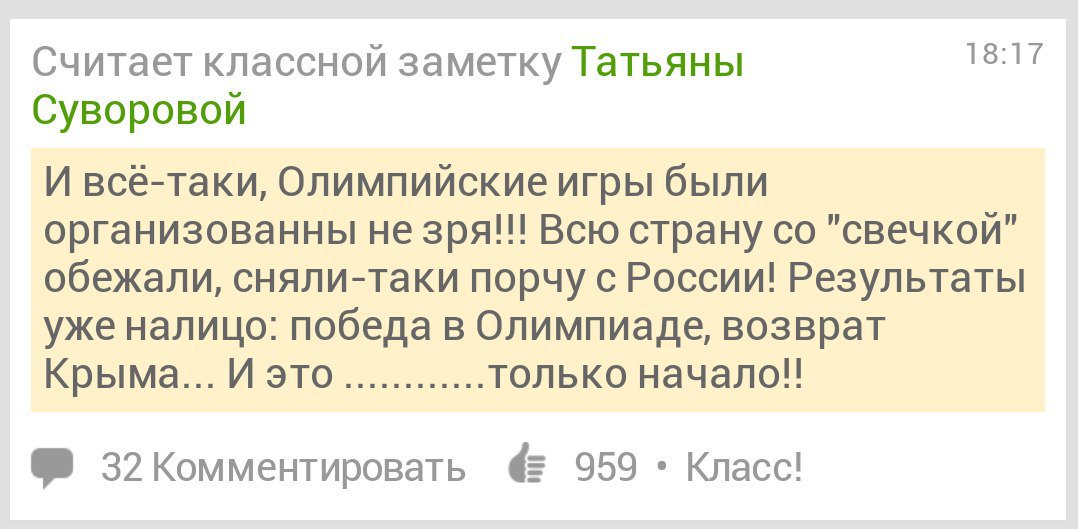 Считает классной заметку Татьяны 18:17
Суворовой
И всё-таки, Олимпийские игры были
организованны не зря!!! Всю страну со "свечкой"
обежали, сняли-таки порчу с России! Результаты
уже налицо: победа в Олимпиаде, возврат
Крыма... И это ............только начало!!
32 Комментировать 959 • Класс!